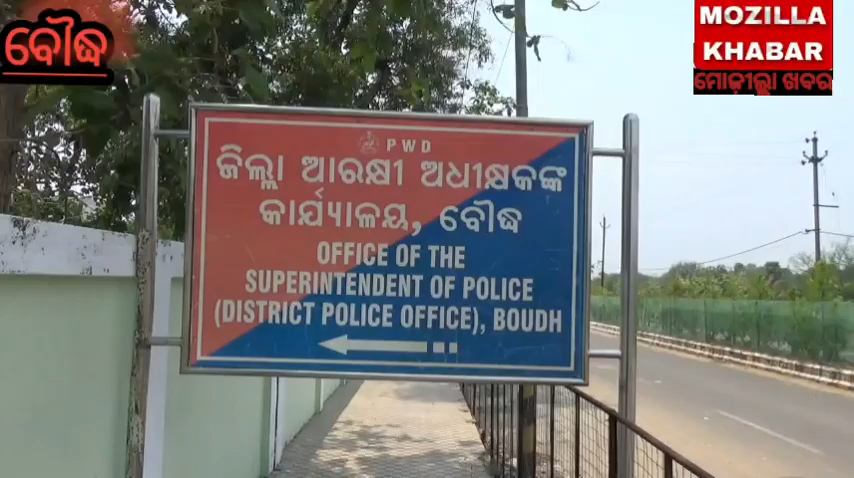 ବୌଦ୍ଧ
MOZILLA
KHABAR
ମୋଜୀଲ୍ଲା ଖବର
PWD
ଜିଲ୍ଲା ଆରକ୍ଷୀ ଅଧୀକ୍ଷକଙ୍କ
କାର୍ଯ୍ୟାଳୟ, ବୌଦ୍ଧ
OFFICE OF THE
SUPERINTENDENT OF POLICE
(DISTRICT POLICE OFFICE), BOUDH